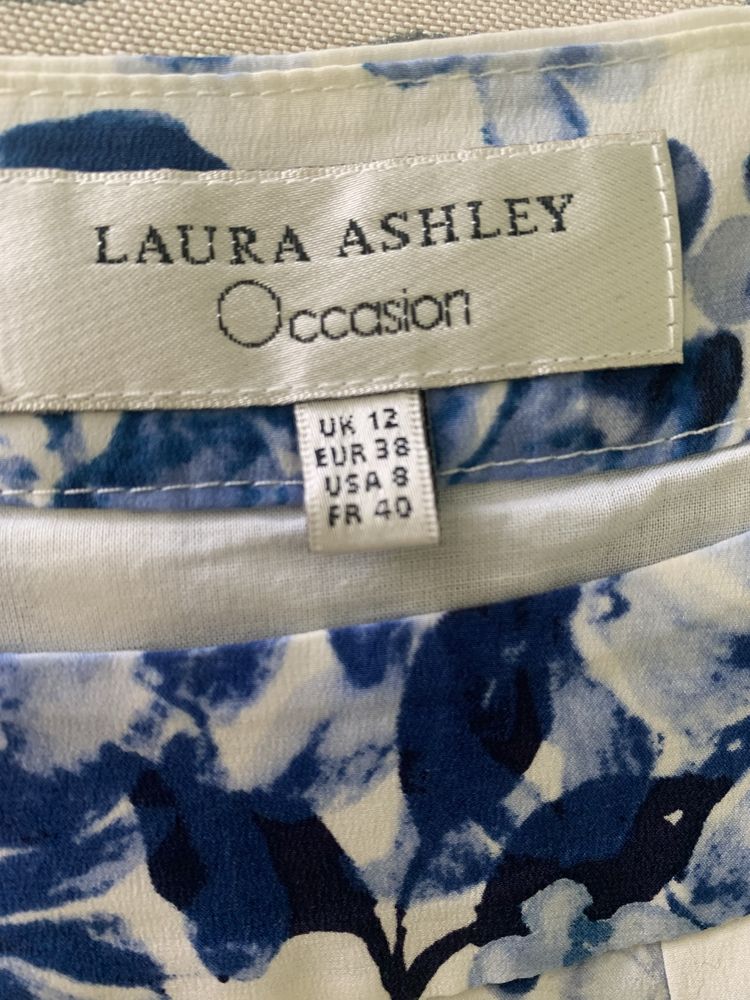 LAURA ASHLEY
Occasion
UK 12
EUR 38
USA 8
FR 40